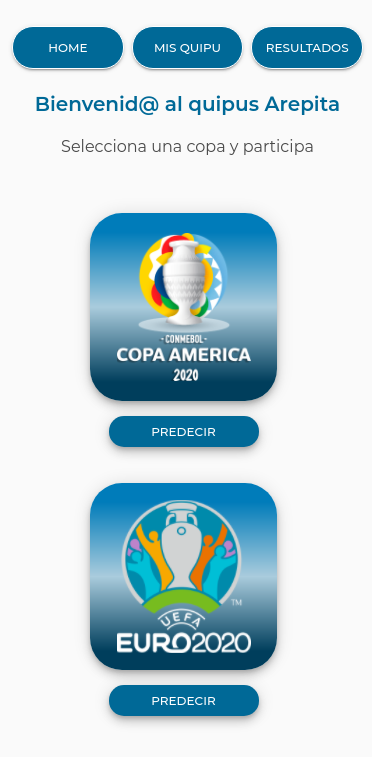 HOME MIS QUIPU RESULTADOS
Bienvenid@ al quipus Arepita
Selecciona una copa y participa
-CONMEBOL-
COPA AMERICA
2020
PREDECIR
TM
UEFA
EURO2020
PREDECIR